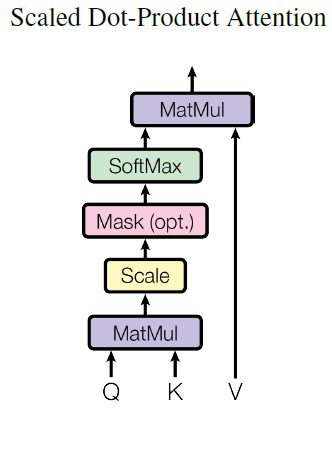 Scaled Dot-Product Attention
MatMul
SoftMax
Mask (opt.)
Scale
MatMul
Q K V